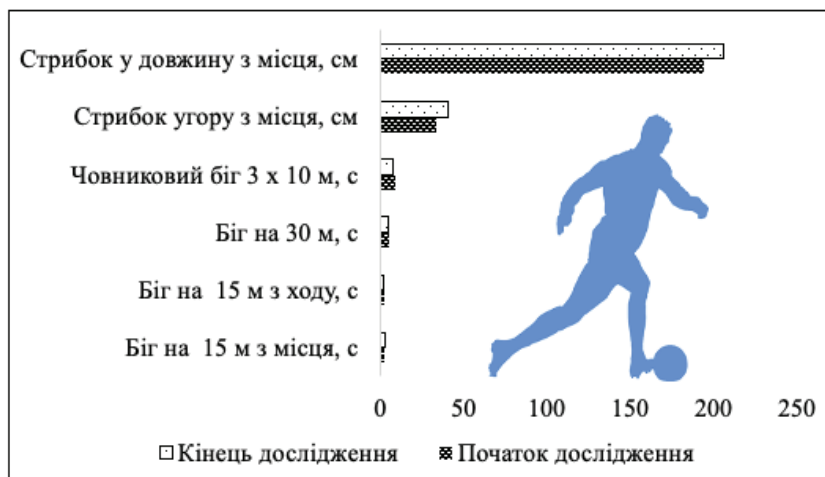 Стрибок у довжину з місця, см
Стрибок угору з місця, см
Човниковий біг 3 х 10 м, с
Біг на 30 м, с
Біг на  15 м з ходу, с
Біг на  15 м з місця, с
0 50 100 150 200 250
Кінець дослідження Початок дослідження